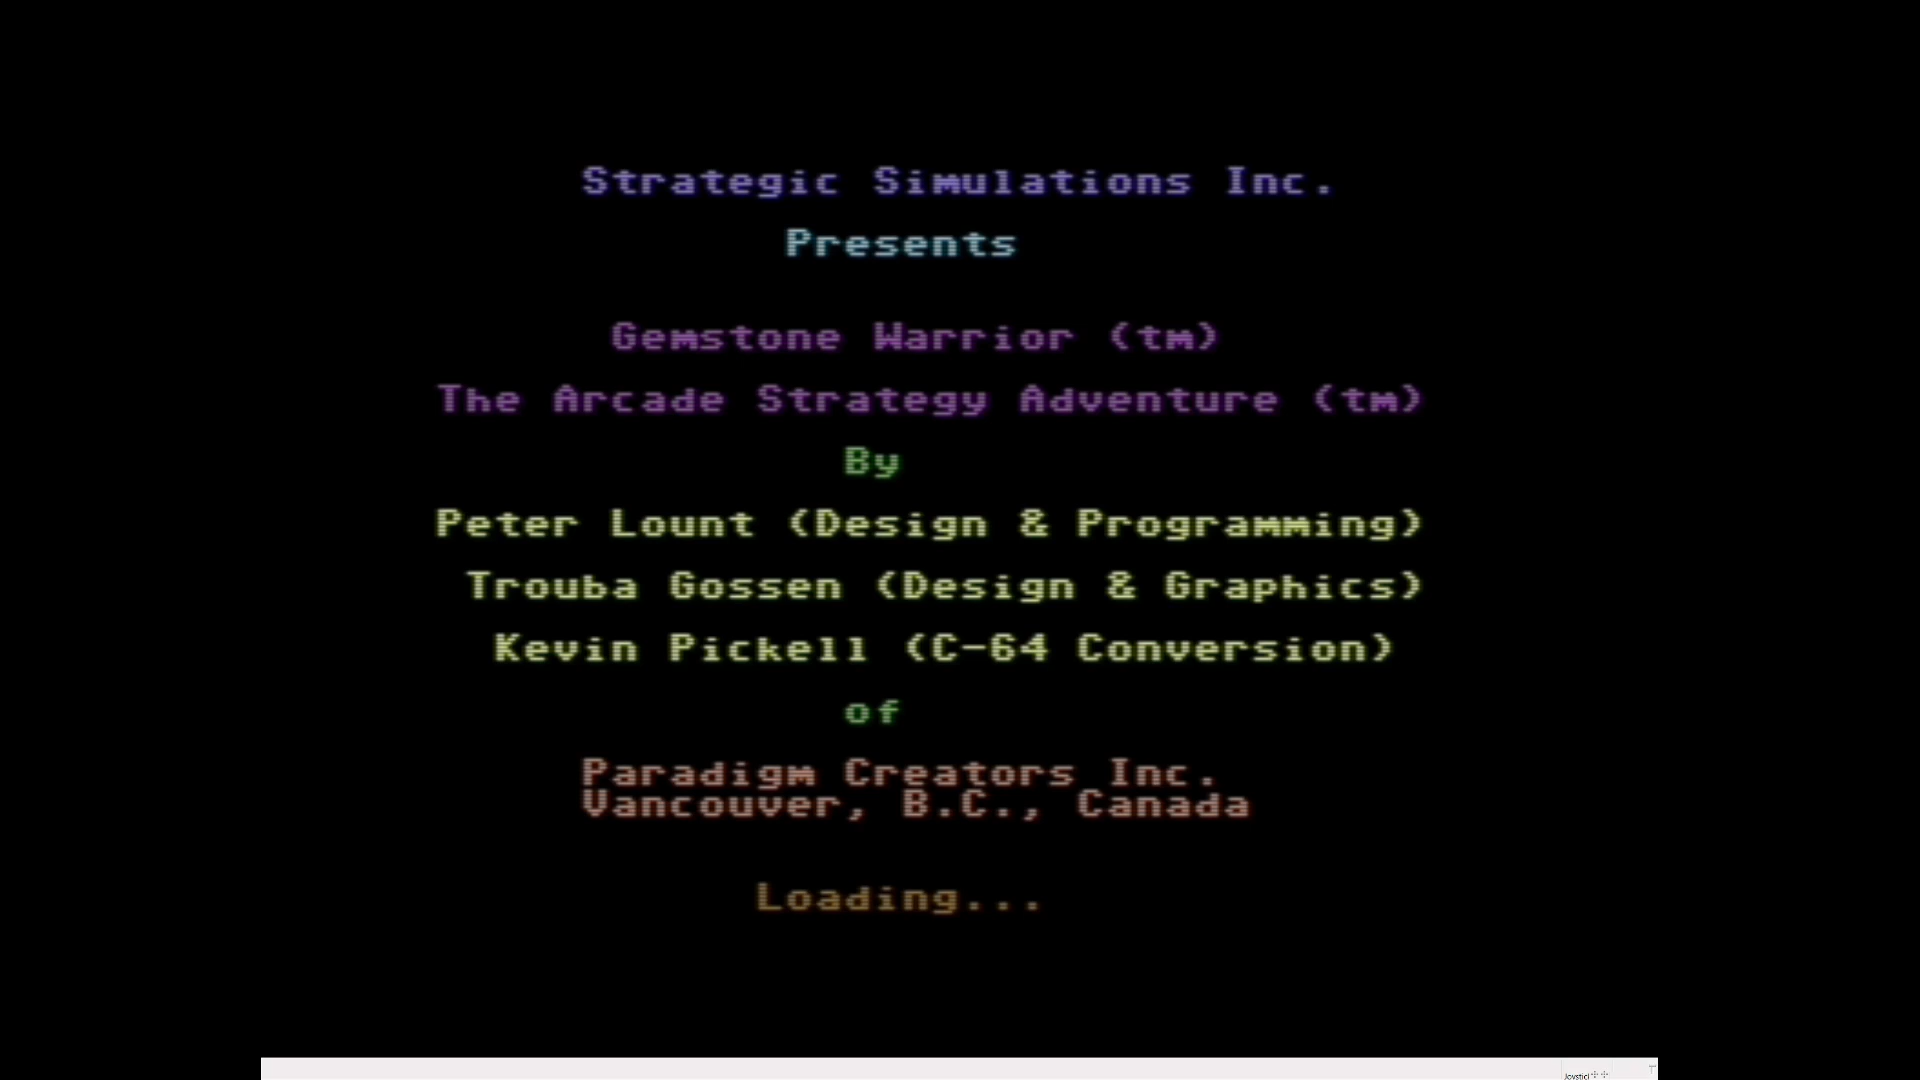 Strategic Simulations Inc.
Presents
Gemstone Warrior (tm)
The Arcade Strategy Adventure (tm)
By
Peter Lount (Design & Programming)
Trouba Gossen (Design & Graphics)
Kevin Pickell (C-64 Conversion)
of
Paradigm Creators Inc.
Vancouver, B.C., Canada
Loading...